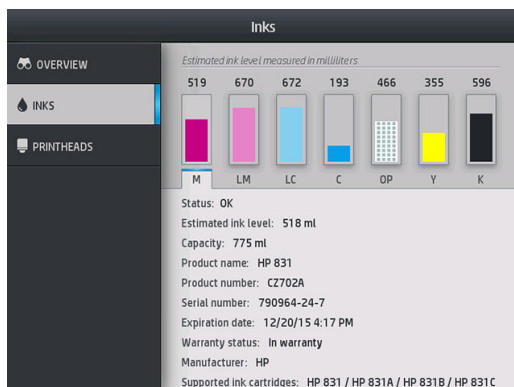 Inks
OVERVIEW
INKS
PRINTHEADS
Estimated ink level measured in milliliters
519 670 672 193 466 355 596
M LM LC C OP Y K
Status: OK
Estimated ink level: 518 ml
Capacity: 775 ml
Product name: HP 831
Product number: CZ702A
Serial number: 790964-24-7
Expiration date: 12/20/15 4:17 PM
Warranty status: In warranty
Manufacturer: HP
Supported ink cartridges: HP 831 / HP 831A / HP 831B / HP 831C